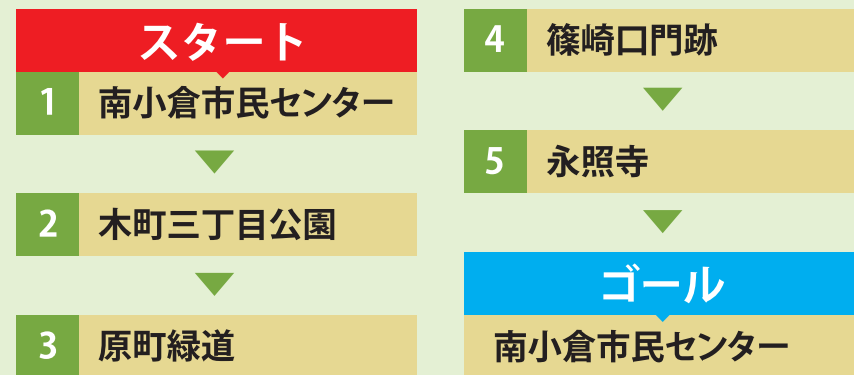 スタート
1 南小倉市民センター
2 木町三丁目公園
3 原町緑道
4 篠崎口門跡
5 永照寺
ゴール
南小倉市民センター